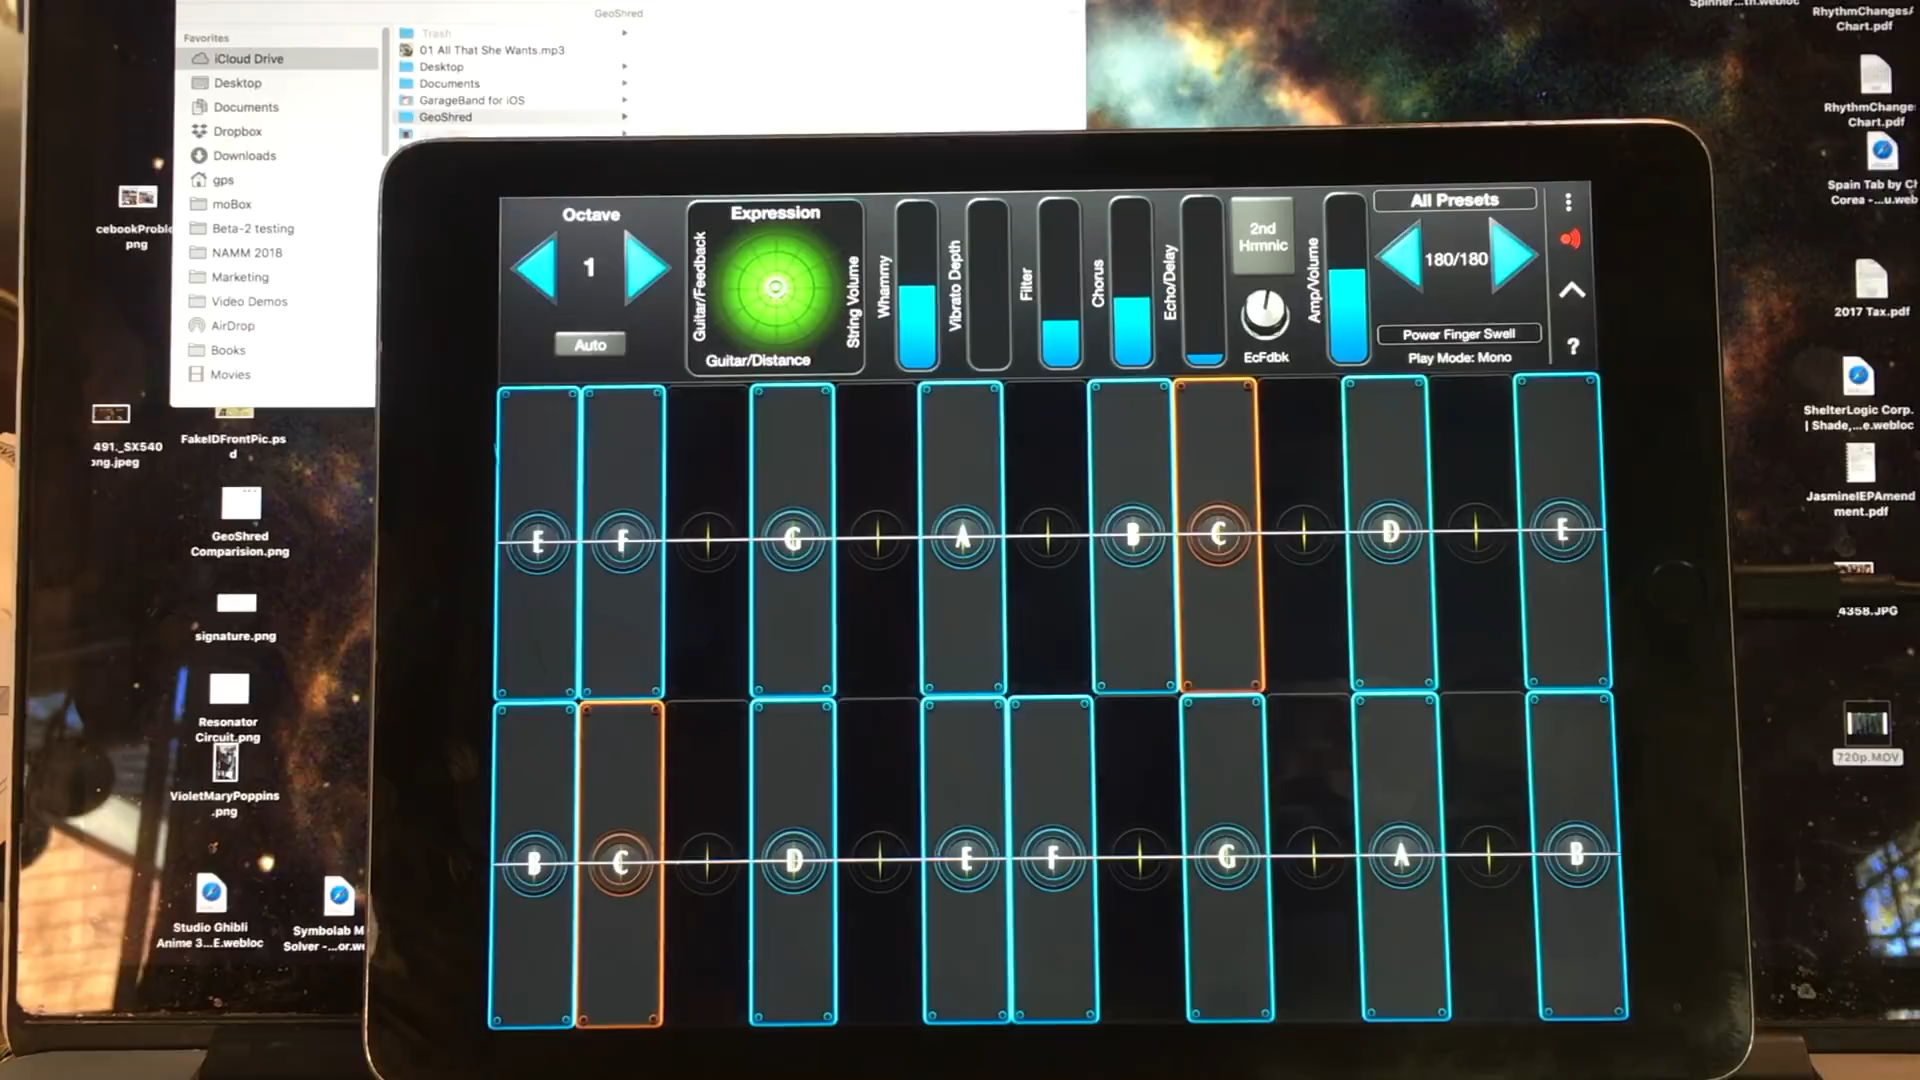 GeoShred
Favorites
iCloud Drive
Desktop
Documents
Dropbox
Downloads
gps
moBox
Beta-2 testing
NAMM 2018
Marketing
Video Demos
AirDrop
Books
Movies
Trash
01 All That She Wants.mp3
Desktop
Documents
GarageBand for iOS
GeoShred
RhythmChanges/
Chart.pdf
RhythmChange
Chart.pdf
Spain Tab by
Corea -...u.web
2017 Tax.pdf
ShelterLogic Corp.
| Shade,...e.webloc
JasmineIEPAmend
ment.pdf
4358.JPG
720p.MOV
png
491._SX540
FakeIDFrontPic.ps
d
GeoShred
Comparision.png
signature.png
Resonator
Circuit.png
VioletMaryPoppins
.png
Studio Ghibli
Anime 3...E.webloc
Symbolab M
Solver -...or.we
Octave
1
Auto
Expression
Guitar/Feedback
String Volume
Guitar/Distance
Whammy
Vibrato Depth
Filter
Chorus
Echo/Delay
2nd
Hrmnic
EcFdbk
Amp/Volume
All Presets
180/180
Power Finger Swell
Play Mode: Mono
?
E F G A B C D E
B C D E F G A B